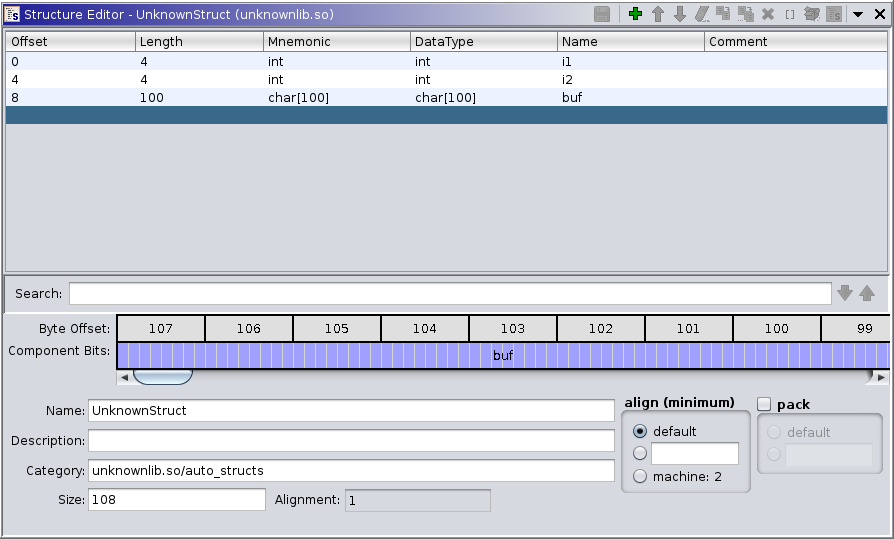 Structure Editor - UnknownStruct (unknownlib.so)
Offset Length Mnemonic DataType Name Comment
0 4 int int i1
4 4 int int i2
8 100 char[100] char[100] buf
Search:
Byte Offset: 107 106 105 104 103 102 101 100 99
Component Bits: buf
Name: UnknownStruct
Description:
Category: unknownlib.so/auto_structs
Size: 108 Alignment: 1
align (minimum)
default
machine: 2
pack
default